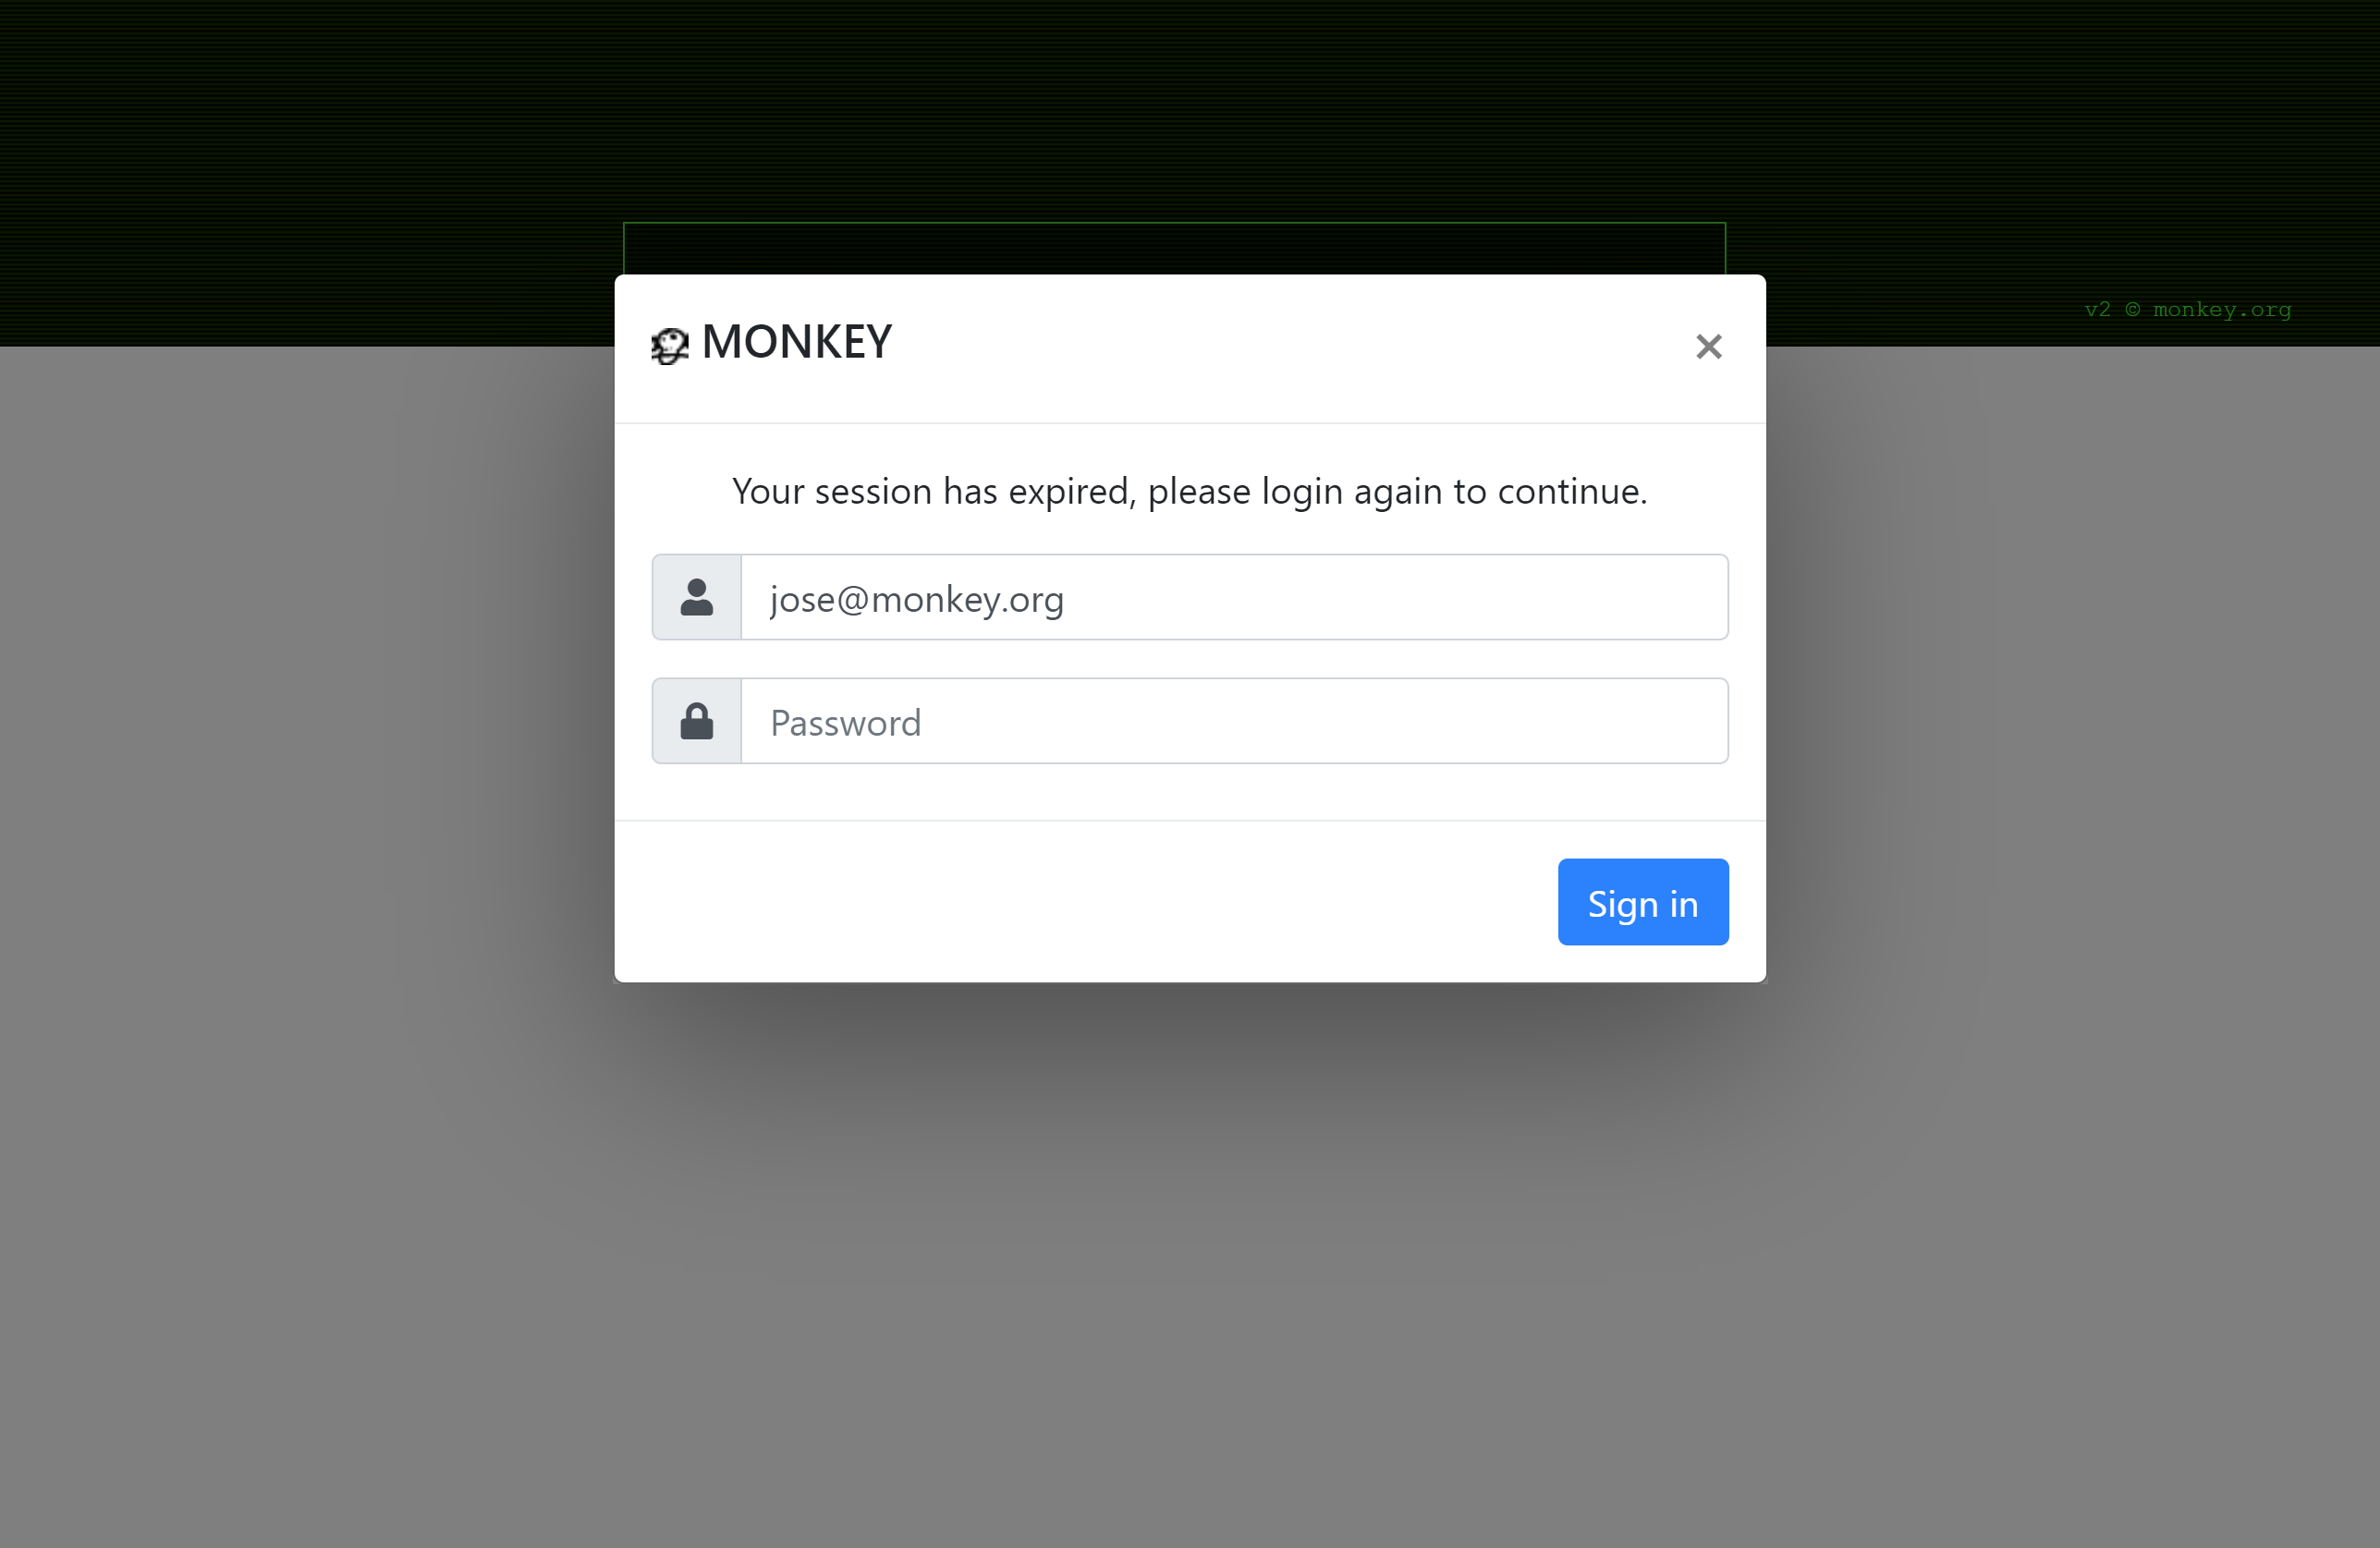 v2 © monkey.org
MONKEY
×
Your session has expired, please login again to continue.
jose@monkey.org
Password
Sign in